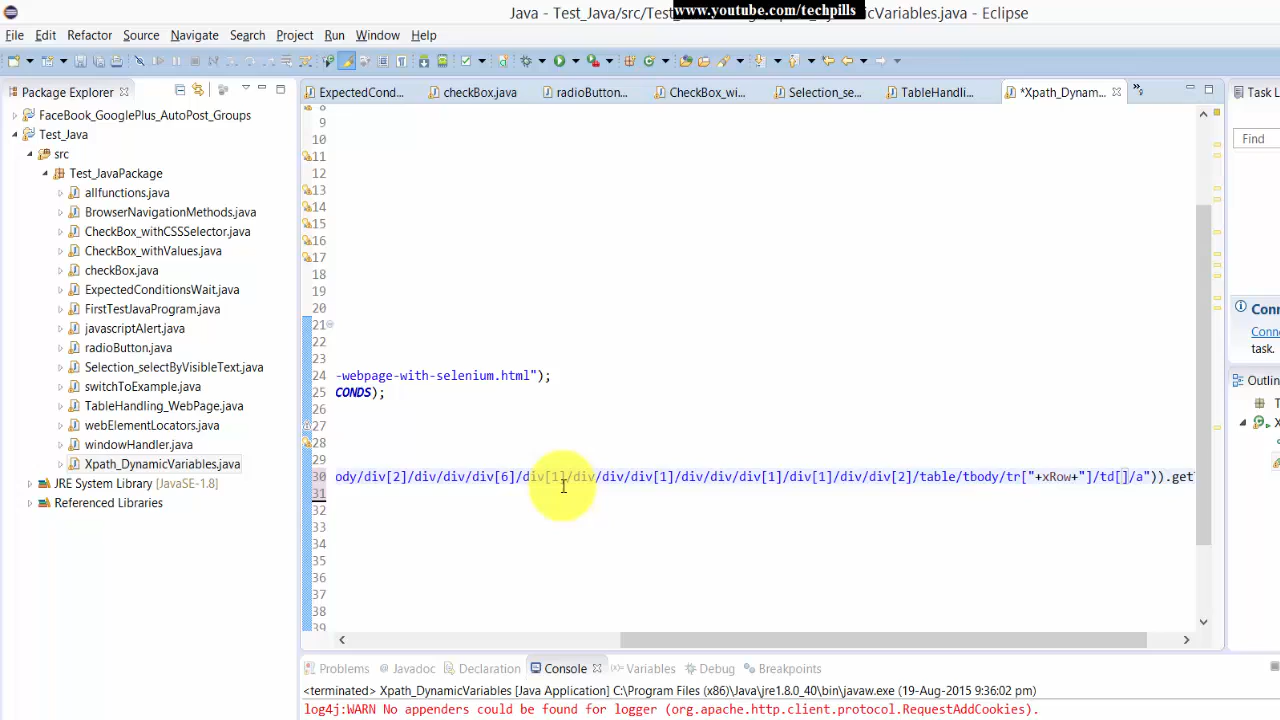 www.youtube.com/techpills
Java - Test_Java/src/Test_ icVariables.java - Eclipse
File Edit Refactor Source Navigate Search Project Run Window Help
Package Explorer
ExpectedCond... checkBox.java radioButton... CheckBox_wi... Selection_se... TableHandli... *Xpath_Dynam...
Task L
FaceBook_GooglePlus_AutoPost_Groups
Test_Java
src
Test_JavaPackage
allfunctions.java
BrowserNavigationMethods.java
CheckBox_withCSSSelector.java
CheckBox_withValues.java
checkBox.java
ExpectedConditionsWait.java
FirstTestJavaProgram.java
javascriptAlert.java
radioButton.java
Selection_selectByVisibleText.java
switchToExample.java
TableHandling_WebPage.java
webElementLocators.java
windowHandler.java
Xpath_DynamicVariables.java
JRE System Library [JavaSE-1.8]
Referenced Libraries
8
9
10
11
12
13
14
15
16
17
18
19
20
21
22
23
24 -webpage-with-selenium.html");
25 CONDS);
26
27
28
29
30 ody/div[2]/div/div/div[6]/div[1]/div/div/div[1]/div/div/div[1]/div[1]/div/div[2]/table/tbody/tr["+xRow+"]/td[]/a")).get
31
32
33
34
35
36
37
38
39
Find
Conn
Conne
task.
Outlin
T
X
Problems @ Javadoc Declaration Console Variables Debug Breakpoints
<terminated> Xpath_DynamicVariables [Java Application] C:\Program Files (x86)\Java\jre1.8.0_40\bin\javaw.exe (19-Aug-2015 9:36:02 pm)
log4j:WARN No appenders could be found for logger (org.apache.http.client.protocol.RequestAddCookies).